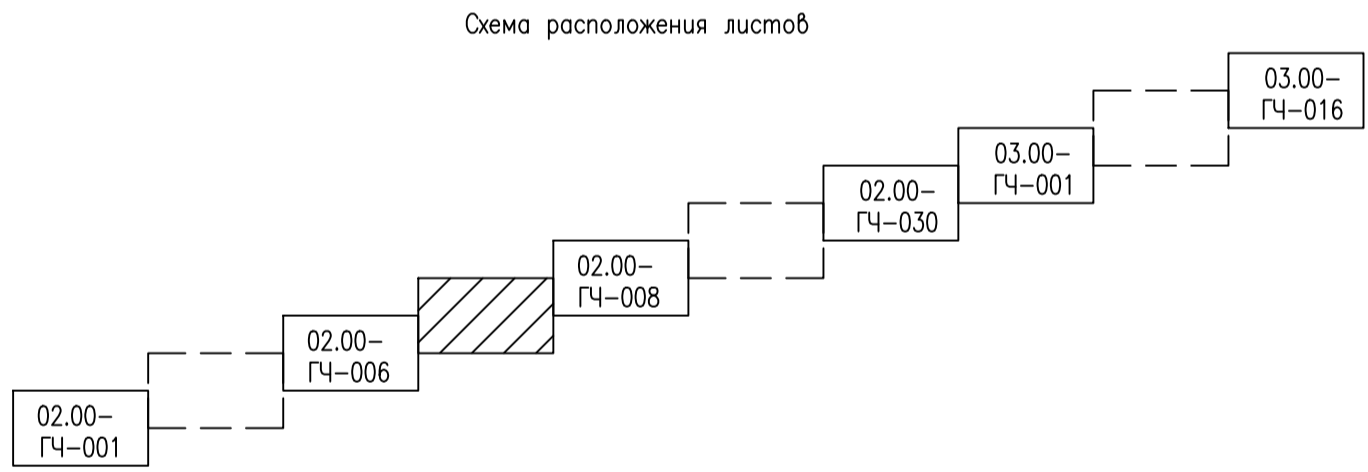 Схема расположения листов
03.00-
ГЧ-016
03.00-
ГЧ-001
02.00-
ГЧ-030
02.00-
ГЧ-008
02.00-
ГЧ-006
02.00-
ГЧ-001